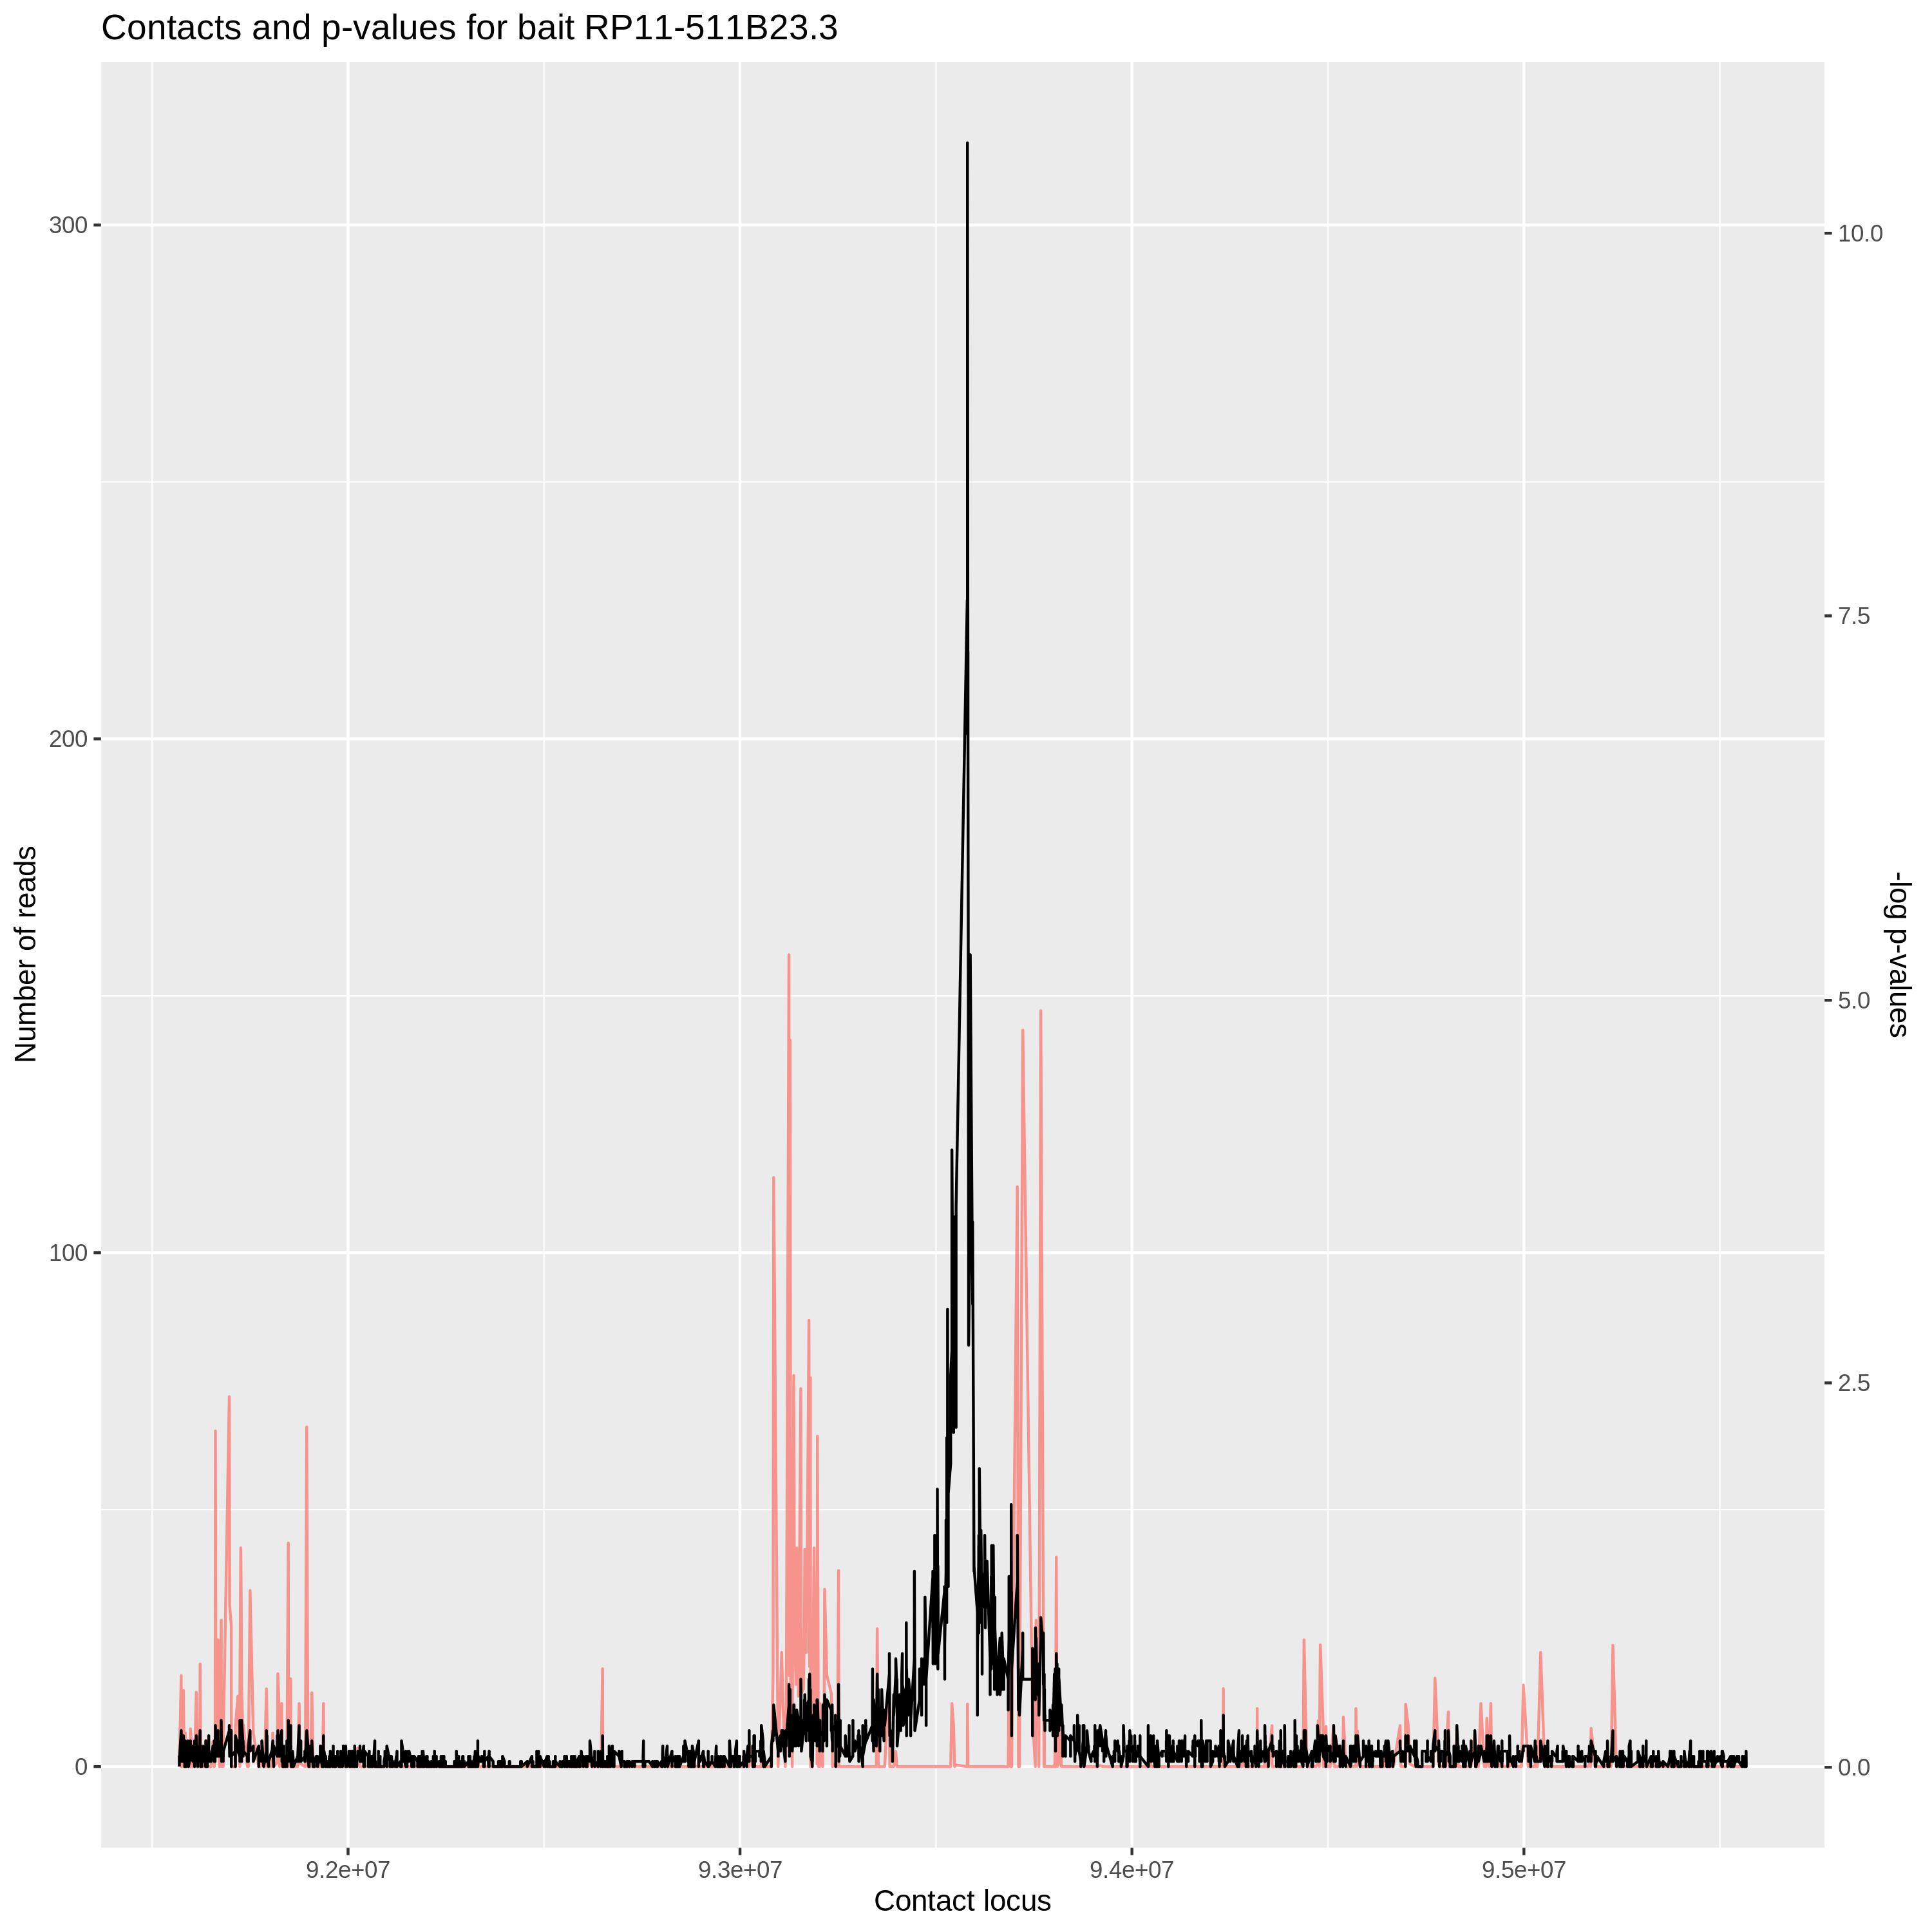 Contacts and p-values for bait RP11-511B23.3
300
200
100
0
Number of reads
10.0
7.5
5.0
2.5
0.0
-log p-values
9.2e+07
9.3e+07
9.4e+07
9.5e+07
Contact locus